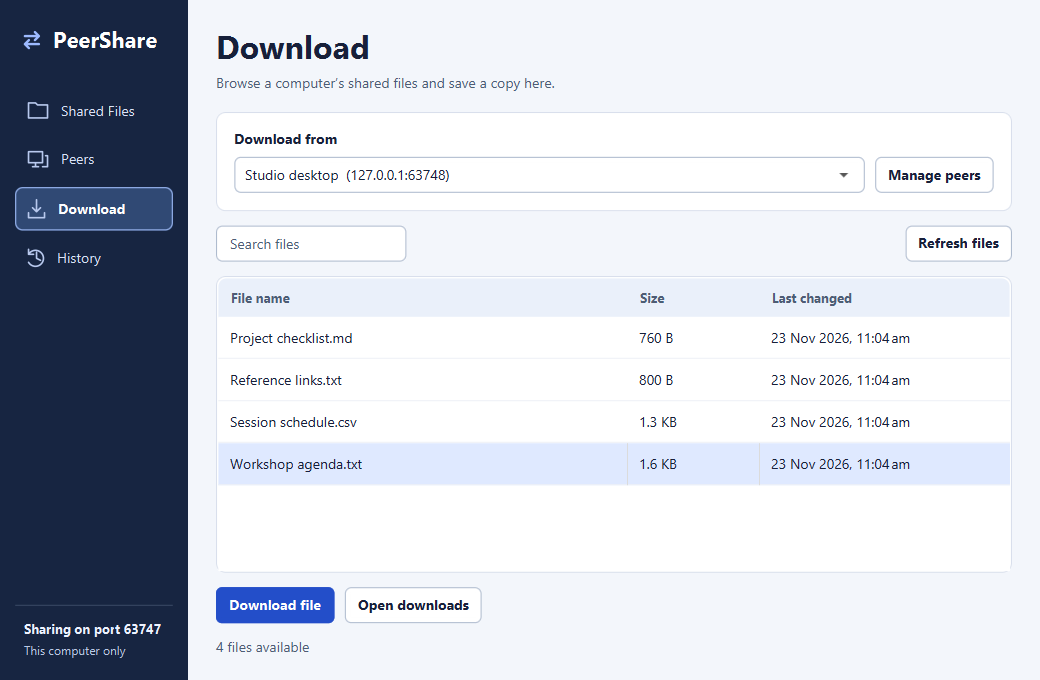 PeerShare
Shared Files
Peers
Download
History
Sharing on port 63747
This computer only
Download
Browse a computer's shared files and save a copy here.
Download from
Studio desktop (127.0.0.1:63748)
Manage peers
Search files
Refresh files
File name Size Last changed
Project checklist.md 760 B 23 Nov 2026, 11:04 am
Reference links.txt 800 B 23 Nov 2026, 11:04 am
Session schedule.csv 1.3 KB 23 Nov 2026, 11:04 am
Workshop agenda.txt 1.6 KB 23 Nov 2026, 11:04 am
Download file
Open downloads
4 files available